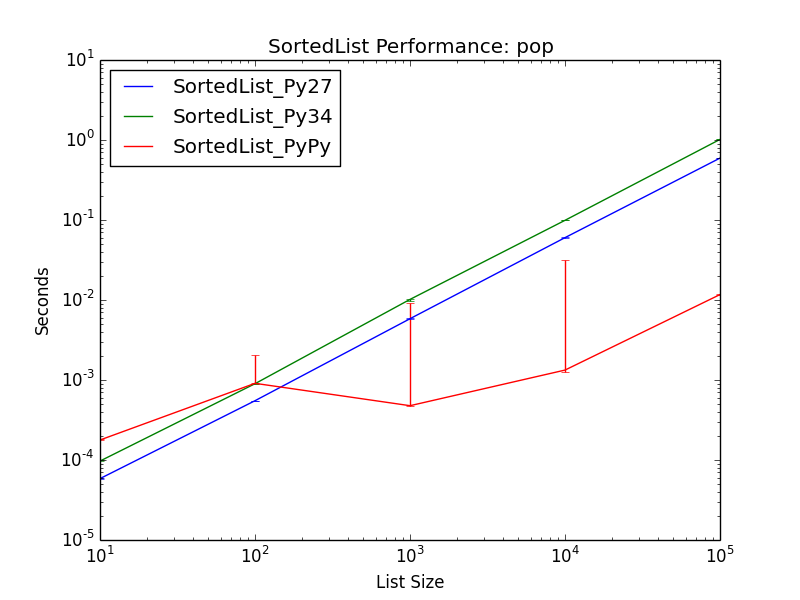 SortedList Performance: pop
10^1
SortedList_Py27
SortedList_Py34
SortedList_PyPy
10^0
10^-1
10^-2
10^-3
10^-4
10^-5
Seconds
10^1 10^2 10^3 10^4 10^5
List Size